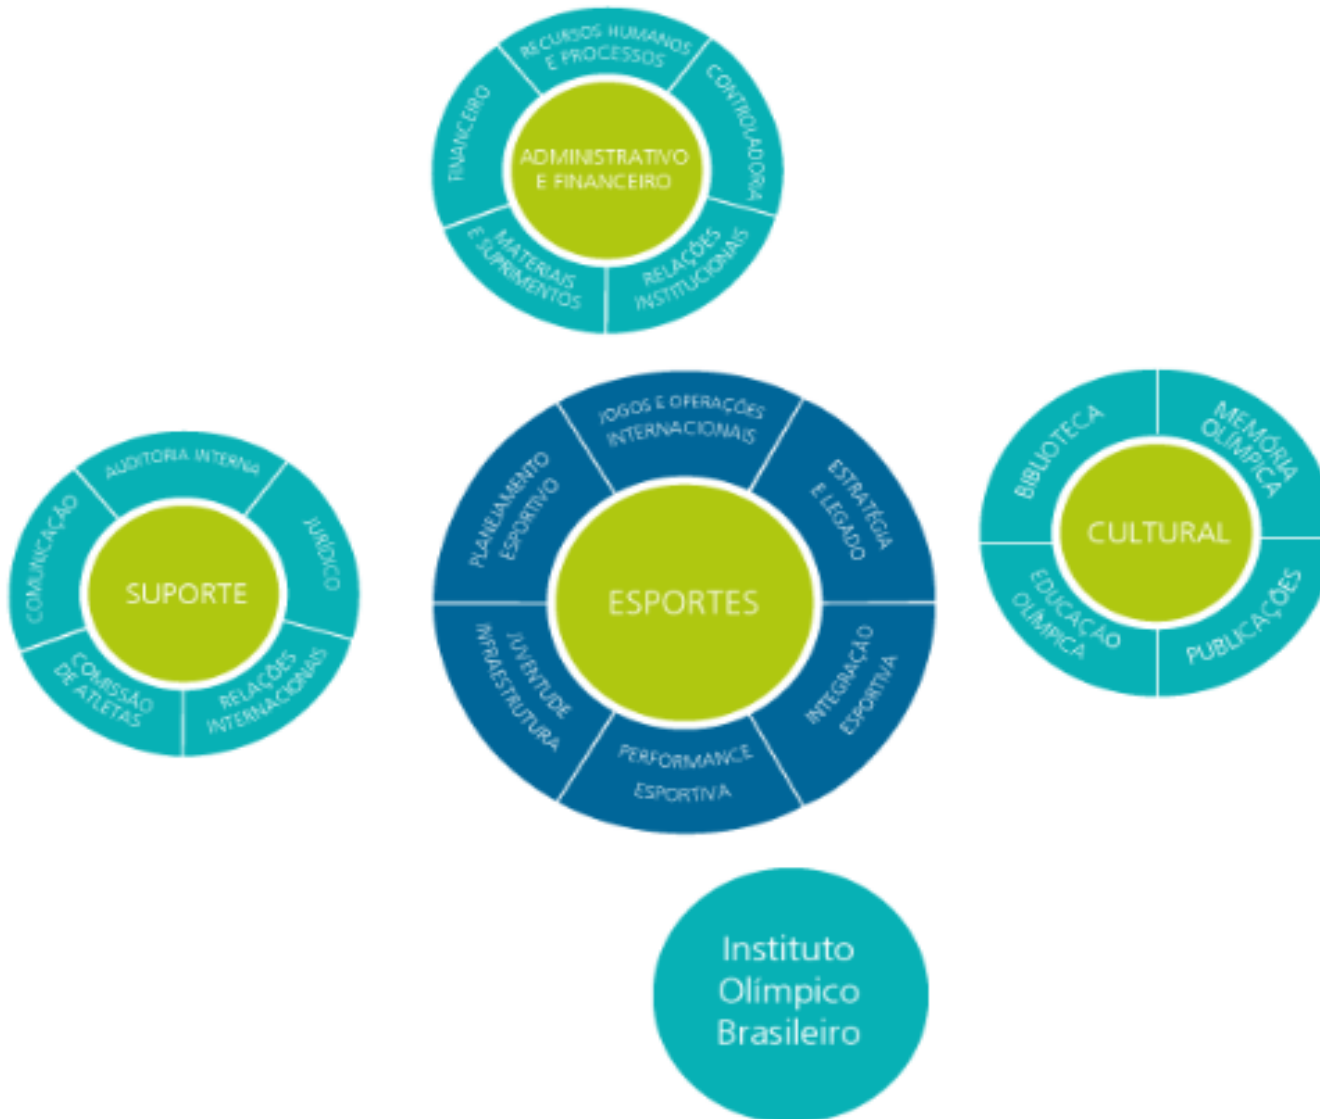 RECURSOS HUMANOS
E PROCESSOS
CONTROLADORIA
RELAÇÕES
INSTITUCIONAIS
MATERIAIS
E SUPRIMENTOS
FINANCEIRO
ADMINISTRATIVO
E FINANCEIRO
AUDITORIA INTERNA
JURÍDICO
RELAÇÕES
INTERNACIONAIS
COMISSÃO
DE ATLETAS
COMUNICAÇÃO
SUPORTE
JOGOS E OPERAÇÕES
INTERNACIONAIS
ESTRATÉGIA
E LEGADO
INTEGRAÇÃO
ESPORTIVA
PERFORMANCE
ESPORTIVA
JUVENTUDE
INFRAESTRUTURA
PLANEJAMENTO
ESPORTIVO
ESPORTES
BIBLIOTECA
MEMÓRIA
OLÍMPICA
PUBLICAÇÕES
EDUCAÇÃO
OLÍMPICA
CULTURAL
Instituto
Olímpico
Brasileiro